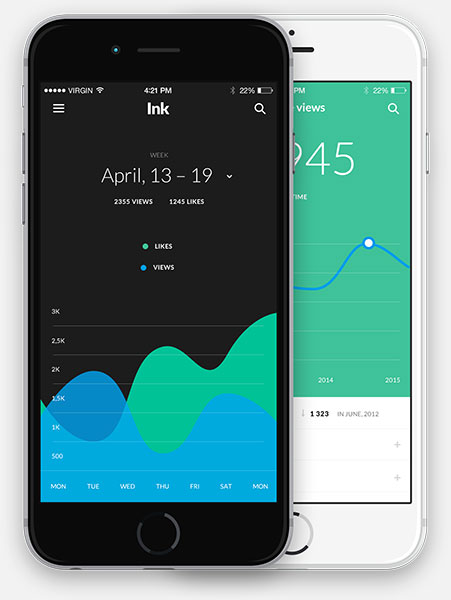 ●●●●● VIRGIN 4:21 PM 22%
Ink
WEEK
April, 13 – 19
2355 VIEWS 1245 LIKES
LIKES
VIEWS
3K
2,5K
2K
1,5K
1K
500
MON TUE WED THU FRI SAT MON
PM 22%
views
945
TIME
2014 2015
↓ 1 323 IN JUNE, 2012
+
+